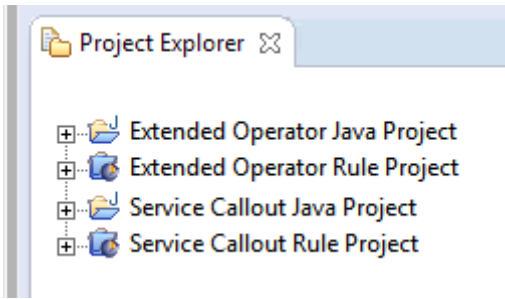 Project Explorer
Extended Operator Java Project
Extended Operator Rule Project
Service Callout Java Project
Service Callout Rule Project